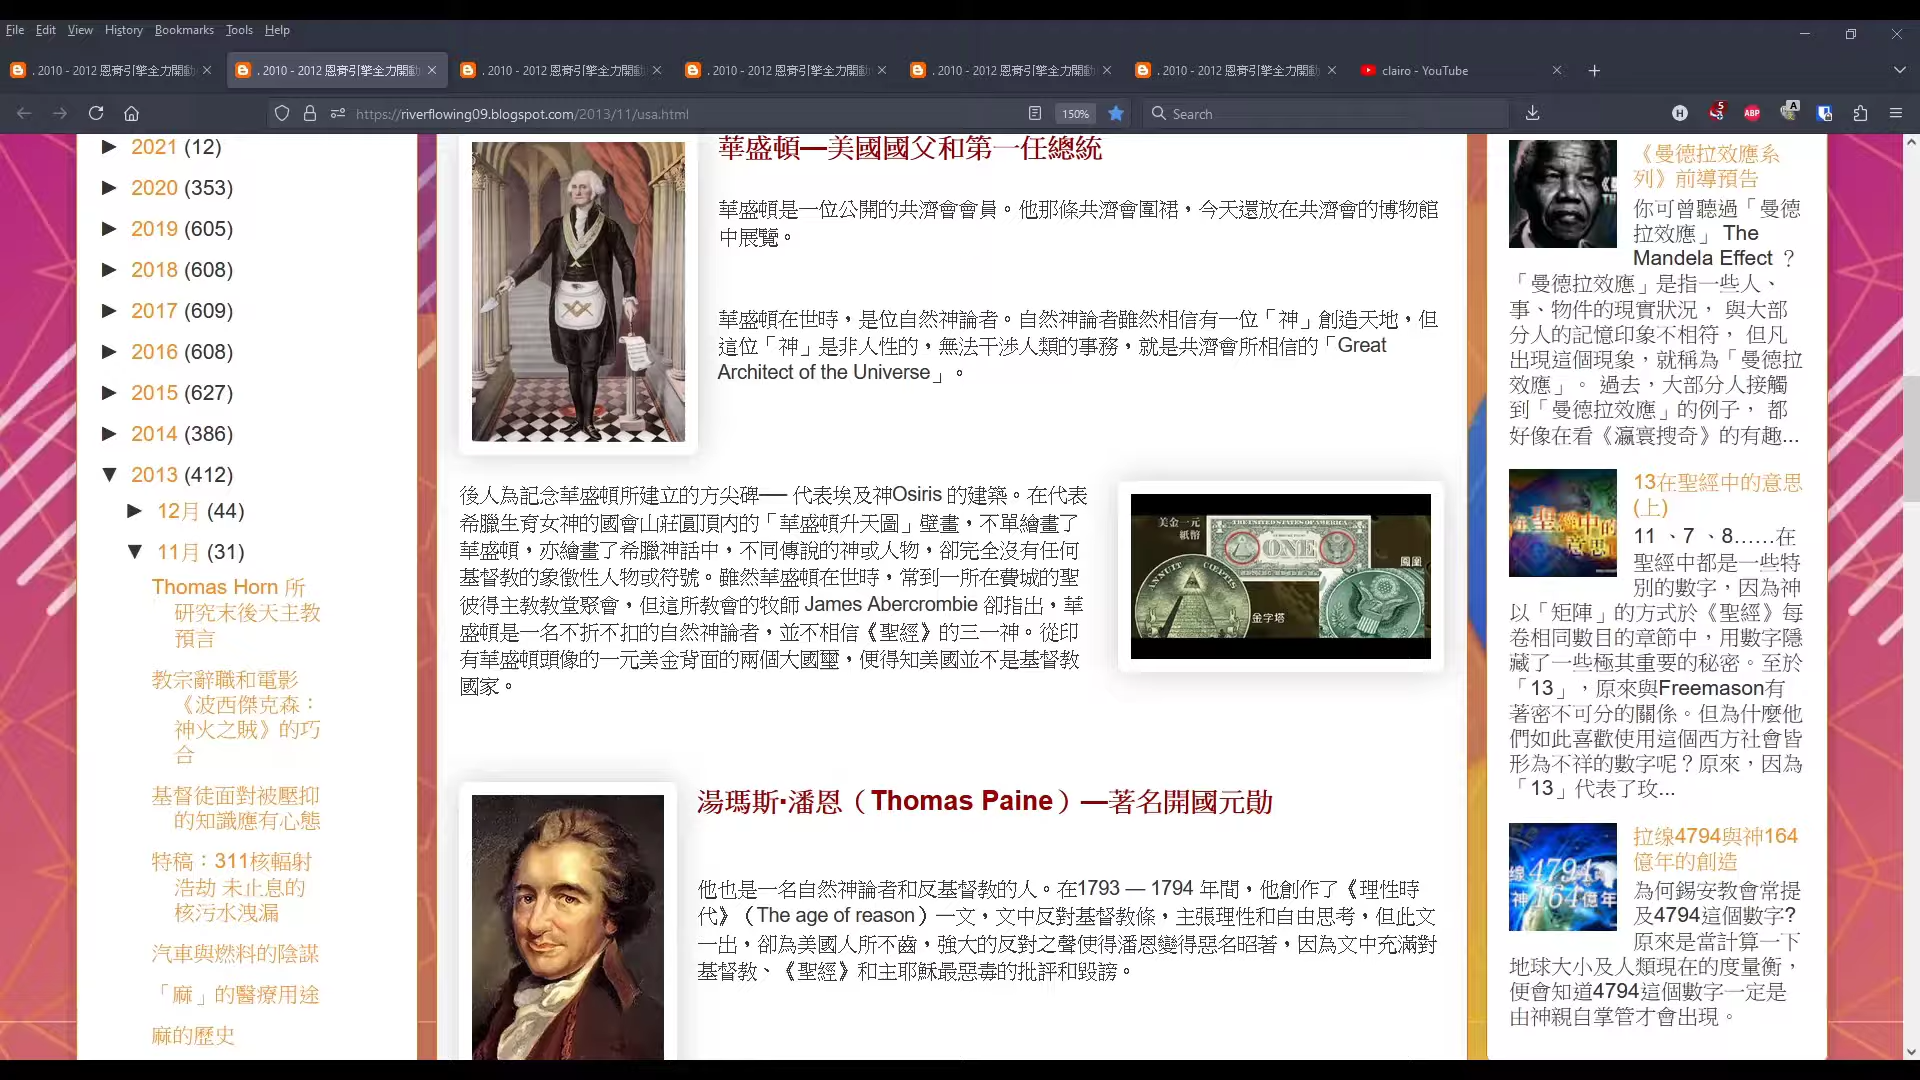 File Edit View History Bookmarks Tools Help
. 2010 - 2012 恩膏引擎全力開動
. 2010 - 2012 恩膏引擎全力開動
. 2010 - 2012 恩膏引擎全力開動
. 2010 - 2012 恩膏引擎全力開動
. 2010 - 2012 恩膏引擎全力開動
. 2010 - 2012 恩膏引擎全力開動
clairo - YouTube
https://riverflowing09.blogspot.com/2013/11/usa.html
150%
Search
► 2021 (12)
► 2020 (353)
► 2019 (605)
► 2018 (608)
► 2017 (609)
► 2016 (608)
► 2015 (627)
► 2014 (386)
▼ 2013 (412)
► 12月 (44)
▼ 11月 (31)
Thomas Horn 所
研究末後天主教
預言
教宗辭職和電影
《波西傑克森：
神火之賊》的巧
合
基督徒面對被壓抑
的知識應有心態
特稿：311核輻射
浩劫 未止息的
核污水洩漏
汽車與燃料的陰謀
「麻」的醫療用途
麻的歷史
華盛頓—美國國父和第一任總統
華盛頓是一位公開的共濟會會員。他那條共濟會圍裙，今天還放在共濟會的博物館
中展覽。
華盛頓在世時，是位自然神論者。自然神論者雖然相信有一位「神」創造天地，但
這位「神」是非人性的，無法干涉人類的事務，就是共濟會所相信的「Great
Architect of the Universe」。
後人為記念華盛頓所建立的方尖碑── 代表埃及神Osiris 的建築。在代表
希臘生育女神的國會山莊圓頂內的「華盛頓升天圖」壁畫，不單繪畫了
華盛頓，亦繪畫了希臘神話中，不同傳說的神或人物，卻完全沒有任何
基督教的象徵性人物或符號。雖然華盛頓在世時，常到一所在費城的聖
彼得主教教堂聚會，但這所教會的牧師 James Abercrombie 卻指出，華
盛頓是一名不折不扣的自然神論者，並不相信《聖經》的三一神。從印
有華盛頓頭像的一元美金背面的兩個大國璽，便得知美國並不是基督教
國家。
美金一元
紙幣
THE UNITED STATES OF AMERICA
ONE
鳳凰
ANNUIT CŒPTIS
金字塔
湯瑪斯·潘恩（Thomas Paine）—著名開國元勛
他也是一名自然神論者和反基督教的人。在1793 — 1794 年間，他創作了《理性時
代》（The age of reason）一文，文中反對基督教條，主張理性和自由思考，但此文
一出，卻為美國人所不齒，強大的反對之聲使得潘恩變得惡名昭著，因為文中充滿對
基督教、《聖經》和主耶穌最惡毒的批評和毀謗。
《曼德拉效應系
列》前導預告
你可曾聽過「曼德
拉效應」 The
Mandela Effect ？
「曼德拉效應」是指一些人、
事、物件的現實狀況， 與大部
分人的記憶印象不相符， 但凡
出現這個現象，就稱為「曼德拉
效應」。 過去，大部分人接觸
到「曼德拉效應」的例子， 都
好像在看《瀛寰搜奇》的有趣...
13在聖經中的意思
(上)
11 、7 、8……在
聖經中都是一些特
別的數字，因為神
以「矩陣」的方式於《聖經》每
卷相同數目的章節中，用數字隱
藏了一些極其重要的秘密。至於
「13」，原來與Freemason有
著密不可分的關係。但為什麼他
們如此喜歡使用這個西方社會皆
形為不祥的數字呢？原來，因為
「13」代表了玫...
在聖經中的
意思
拉线4794與神164
億年的創造
线 4794
神164億年
為何錫安教會常提
及4794這個數字?
原來是當計算一下
地球大小及人類現在的度量衡，
便會知道4794這個數字一定是
由神親自掌管才會出現。